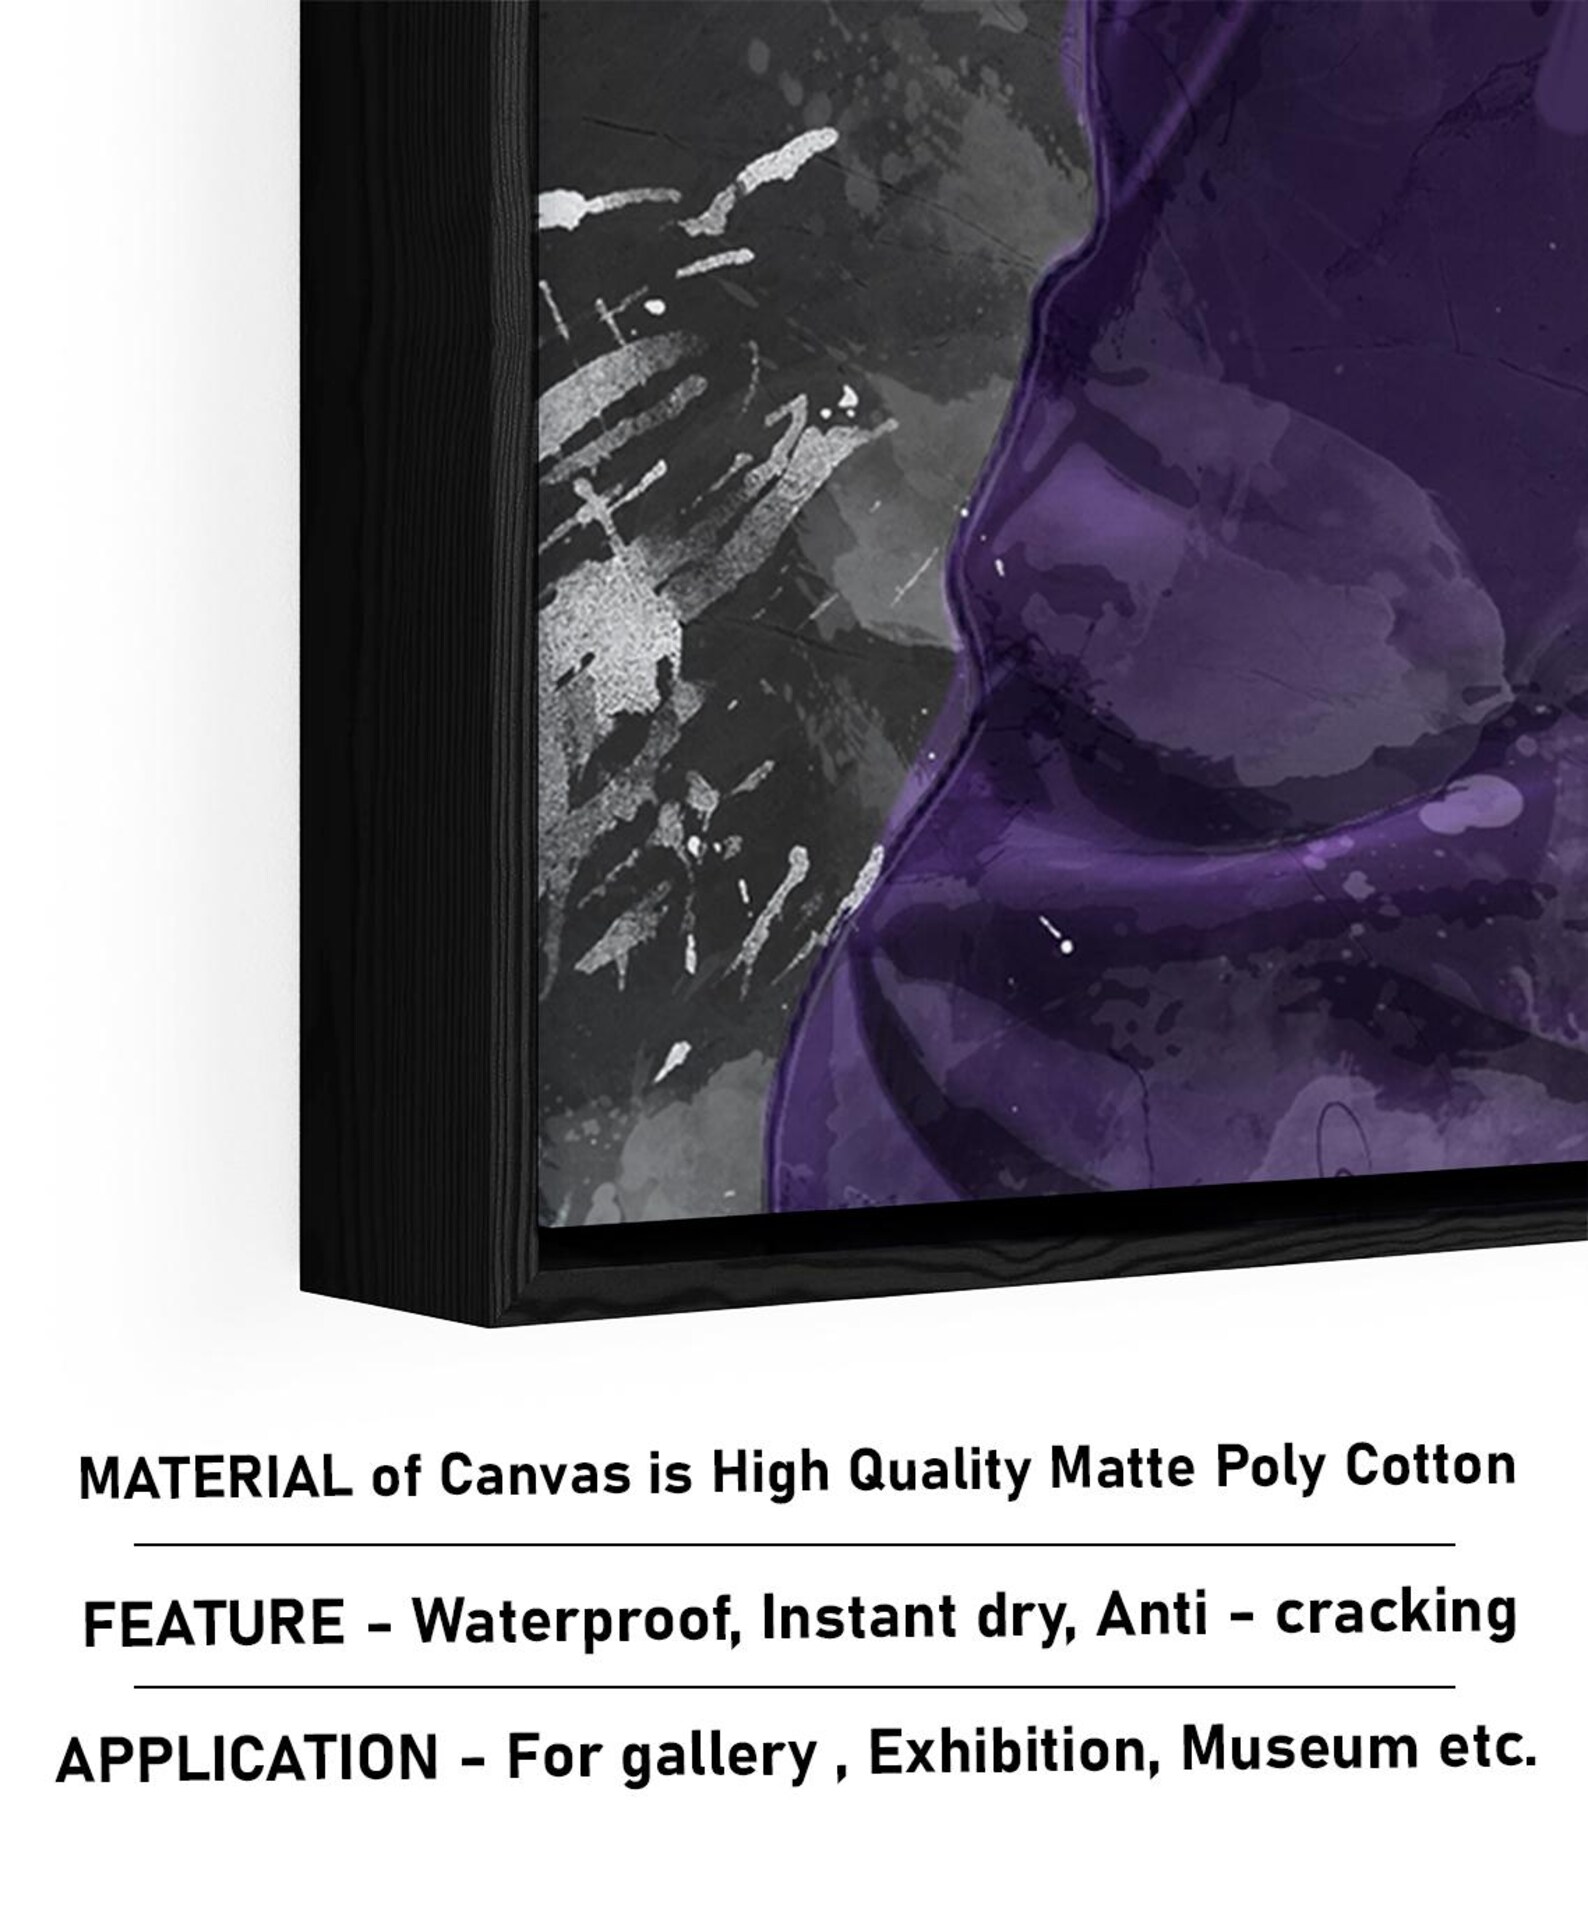 MATERIAL of Canvas is High Quality Matte Poly Cotton
FEATURE - Waterproof, Instant dry, Anti - cracking
APPLICATION - For gallery , Exhibition, Museum etc.